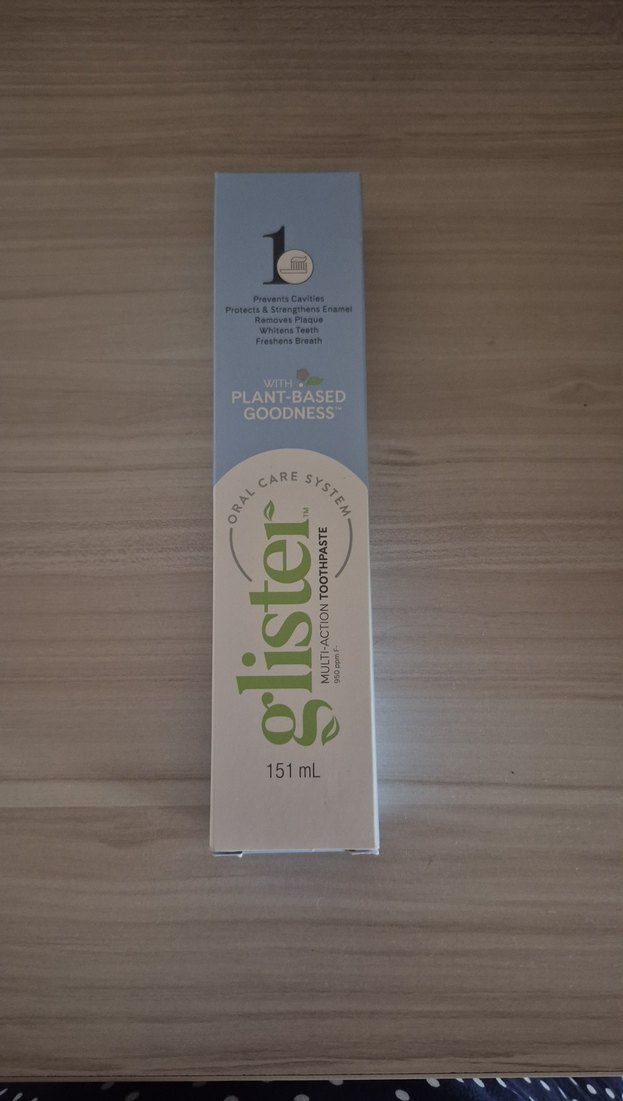 1
Prevents Cavities
Protects & Strengthens Enamel
Removes Plaque
Whitens Teeth
Freshens Breath
WITH
PLANT-BASED
GOODNESS™
ORAL CARE SYSTEM
glister™
MULTI-ACTION TOOTHPASTE
950 ppm F-
151 mL